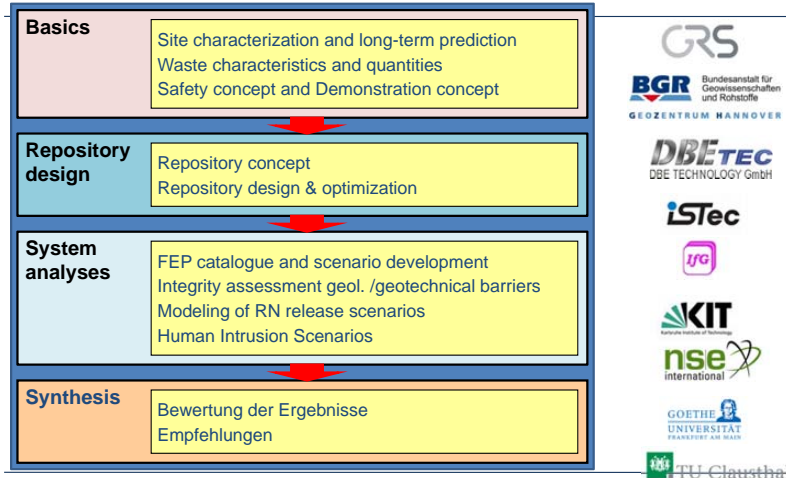 Basics
Site characterization and long-term prediction
Waste characteristics and quantities
Safety concept and Demonstration concept
Repository
design
Repository concept
Repository design & optimization
System
analyses
FEP catalogue and scenario development
Integrity assessment geol. /geotechnical barriers
Modeling of RN release scenarios
Human Intrusion Scenarios
Synthesis
Bewertung der Ergebnisse
Empfehlungen
GRS
BGR
Bundesanstalt für
Geowissenschaften
und Rohstoffe
GEOZENTRUM HANNOVER
DBE TEC
DBE TECHNOLOGY GmbH
iSTec
IfG
KIT
Karlsruhe Institute of Technology
nse
international
GOETHE
UNIVERSITÄT
FRANKFURT AM MAIN
TU Claustha